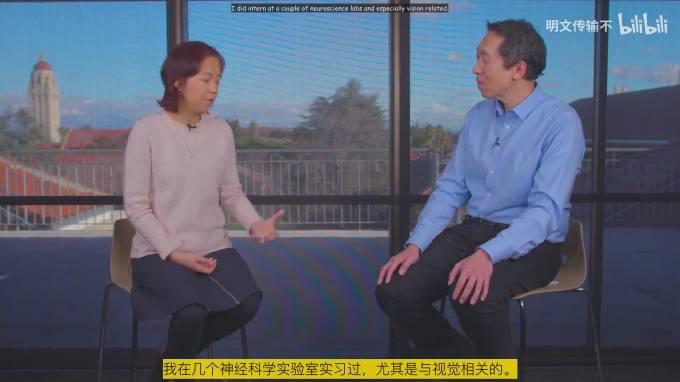 I did intern at a couple of neuroscience labs and especially vision related.
明文传输不 bilibili
我在几个神经科学实验室实习过，尤其是与视觉相关的。